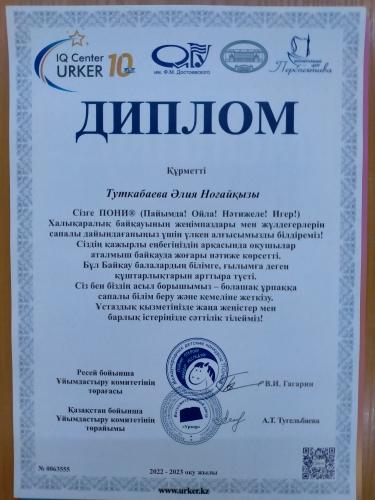 IQ Center
URKER
10 лет
им. Ф.М. Достоевского
Перспектива
ДИПЛОМ
Құрметті
Туткабаева Әлия Ноғайқызы
Сізге ПОНИ® (Пайымда! Ойла! Нәтижеле! Игер!)
Халықаралық байқауының жеңімпаздары мен жүлдегерлерін
сапалы дайындағаныңыз үшін үлкен алғысымызды білдіреміз!
Сіздің қажырлы еңбегіңіздің арқасында оқушылар
аталмыш байқауда жоғары нәтиже көрсетті.
Бұл Байқау балалардың білімге, ғылымға деген
құштарлықтарын арттыра түсті.
Сіз бен біздің асыл борышымыз – болашақ ұрпаққа
сапалы білім беру және кемеліне жеткізу.
Ұстаздық қызметіңізде жаңа жеңістер мен
барлық істеріңізде сәттілік тілейміз!
Ресей бойынша
Ұйымдастыру комитетінің
төрағасы
В.И. Гагарин
Қазақстан бойынша
Ұйымдастыру комитетінің
төрайымы
«Үркер»
А.Т. Тугельбаева
№ 0063555
2022 - 2023 оқу жылы
www.urker.kz